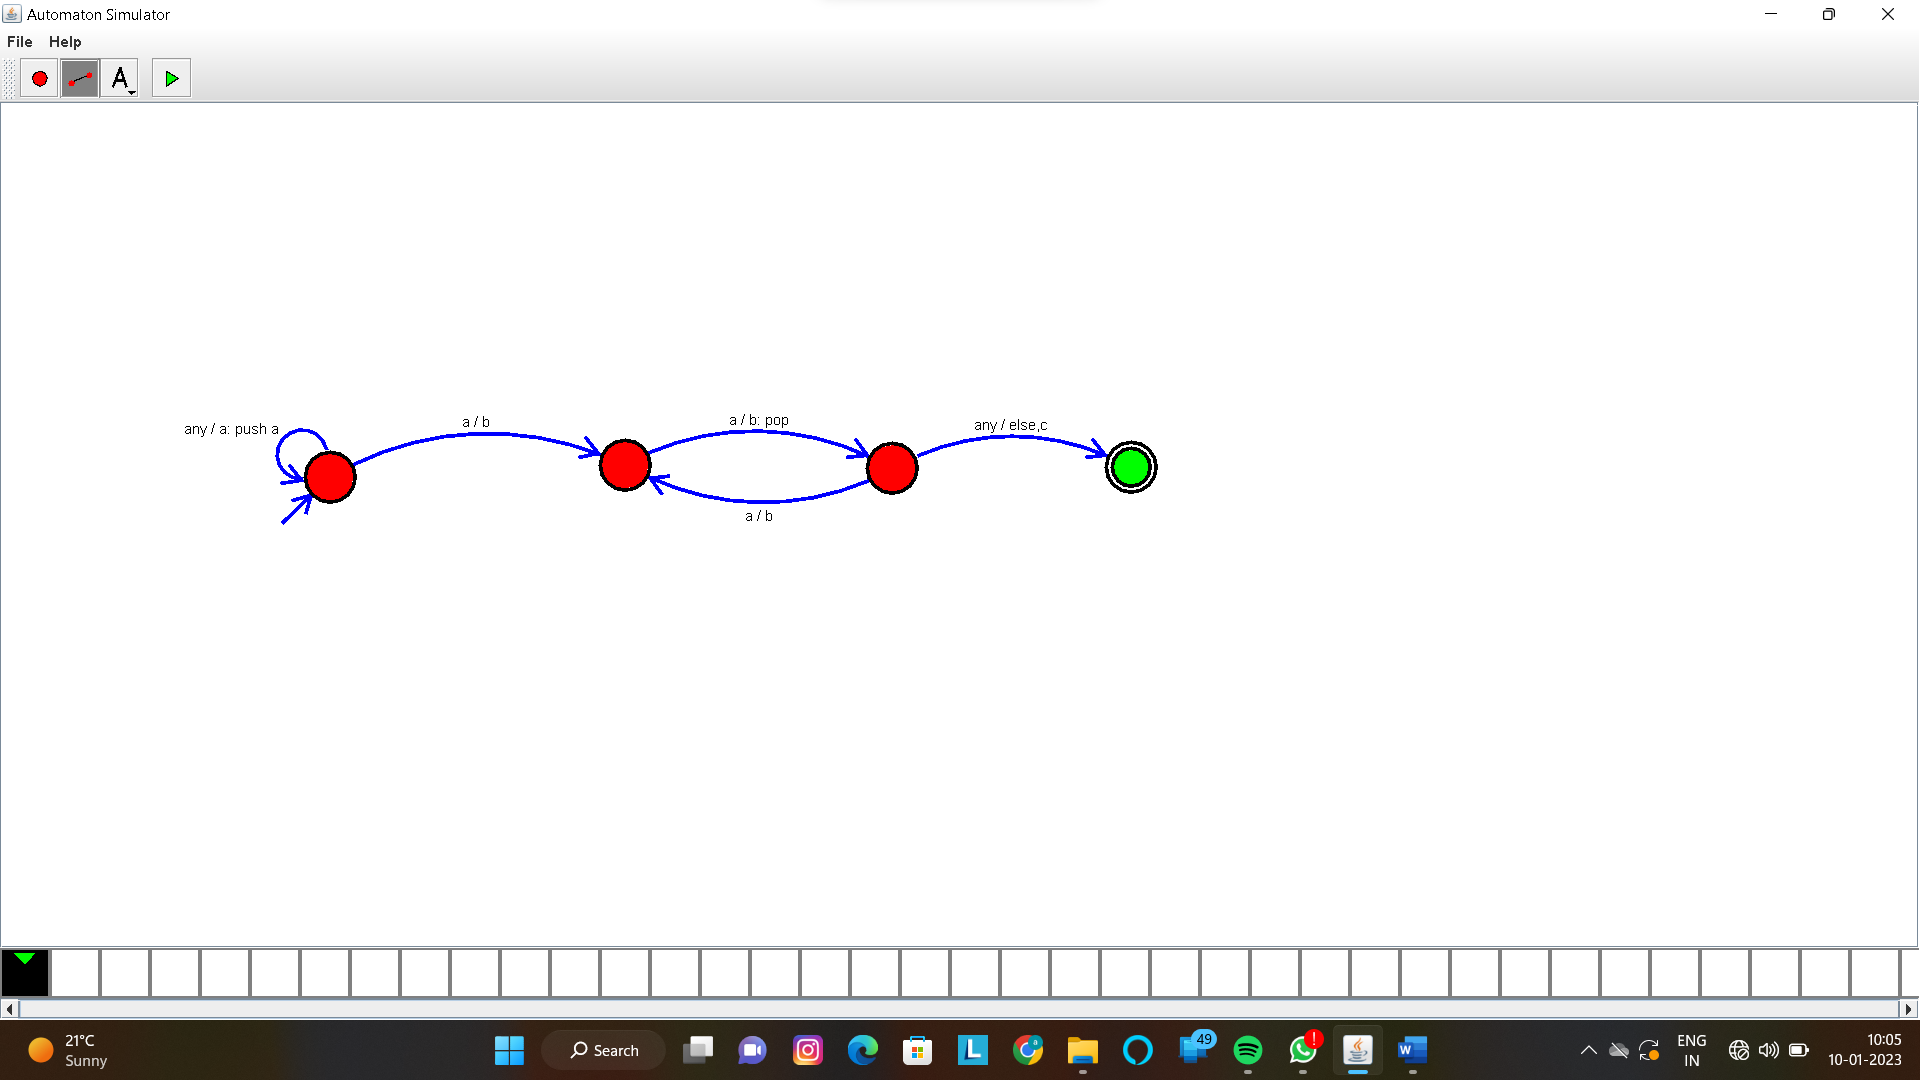 Automaton Simulator
File Help
A
any / a: push a
a / b
a / b: pop
any / else,c
a / b
21°C
Sunny
Search
L
a
49
!
W
ENG
IN
10:05
10-01-2023